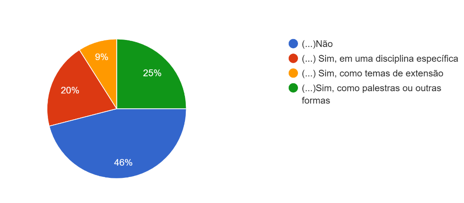 9%
25%
20%
46%
(...)Não
(...) Sim, em uma disciplina específica
(...) Sim, como temas de extensão
(...)Sim, como palestras ou outras
formas